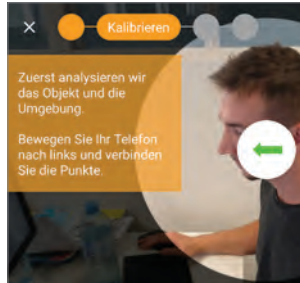 Kalibrieren
Zuerst analysieren wir
das Objekt und die
Umgebung.
Bewegen Sie Ihr Telefon
nach links und verbinden
Sie die Punkte.